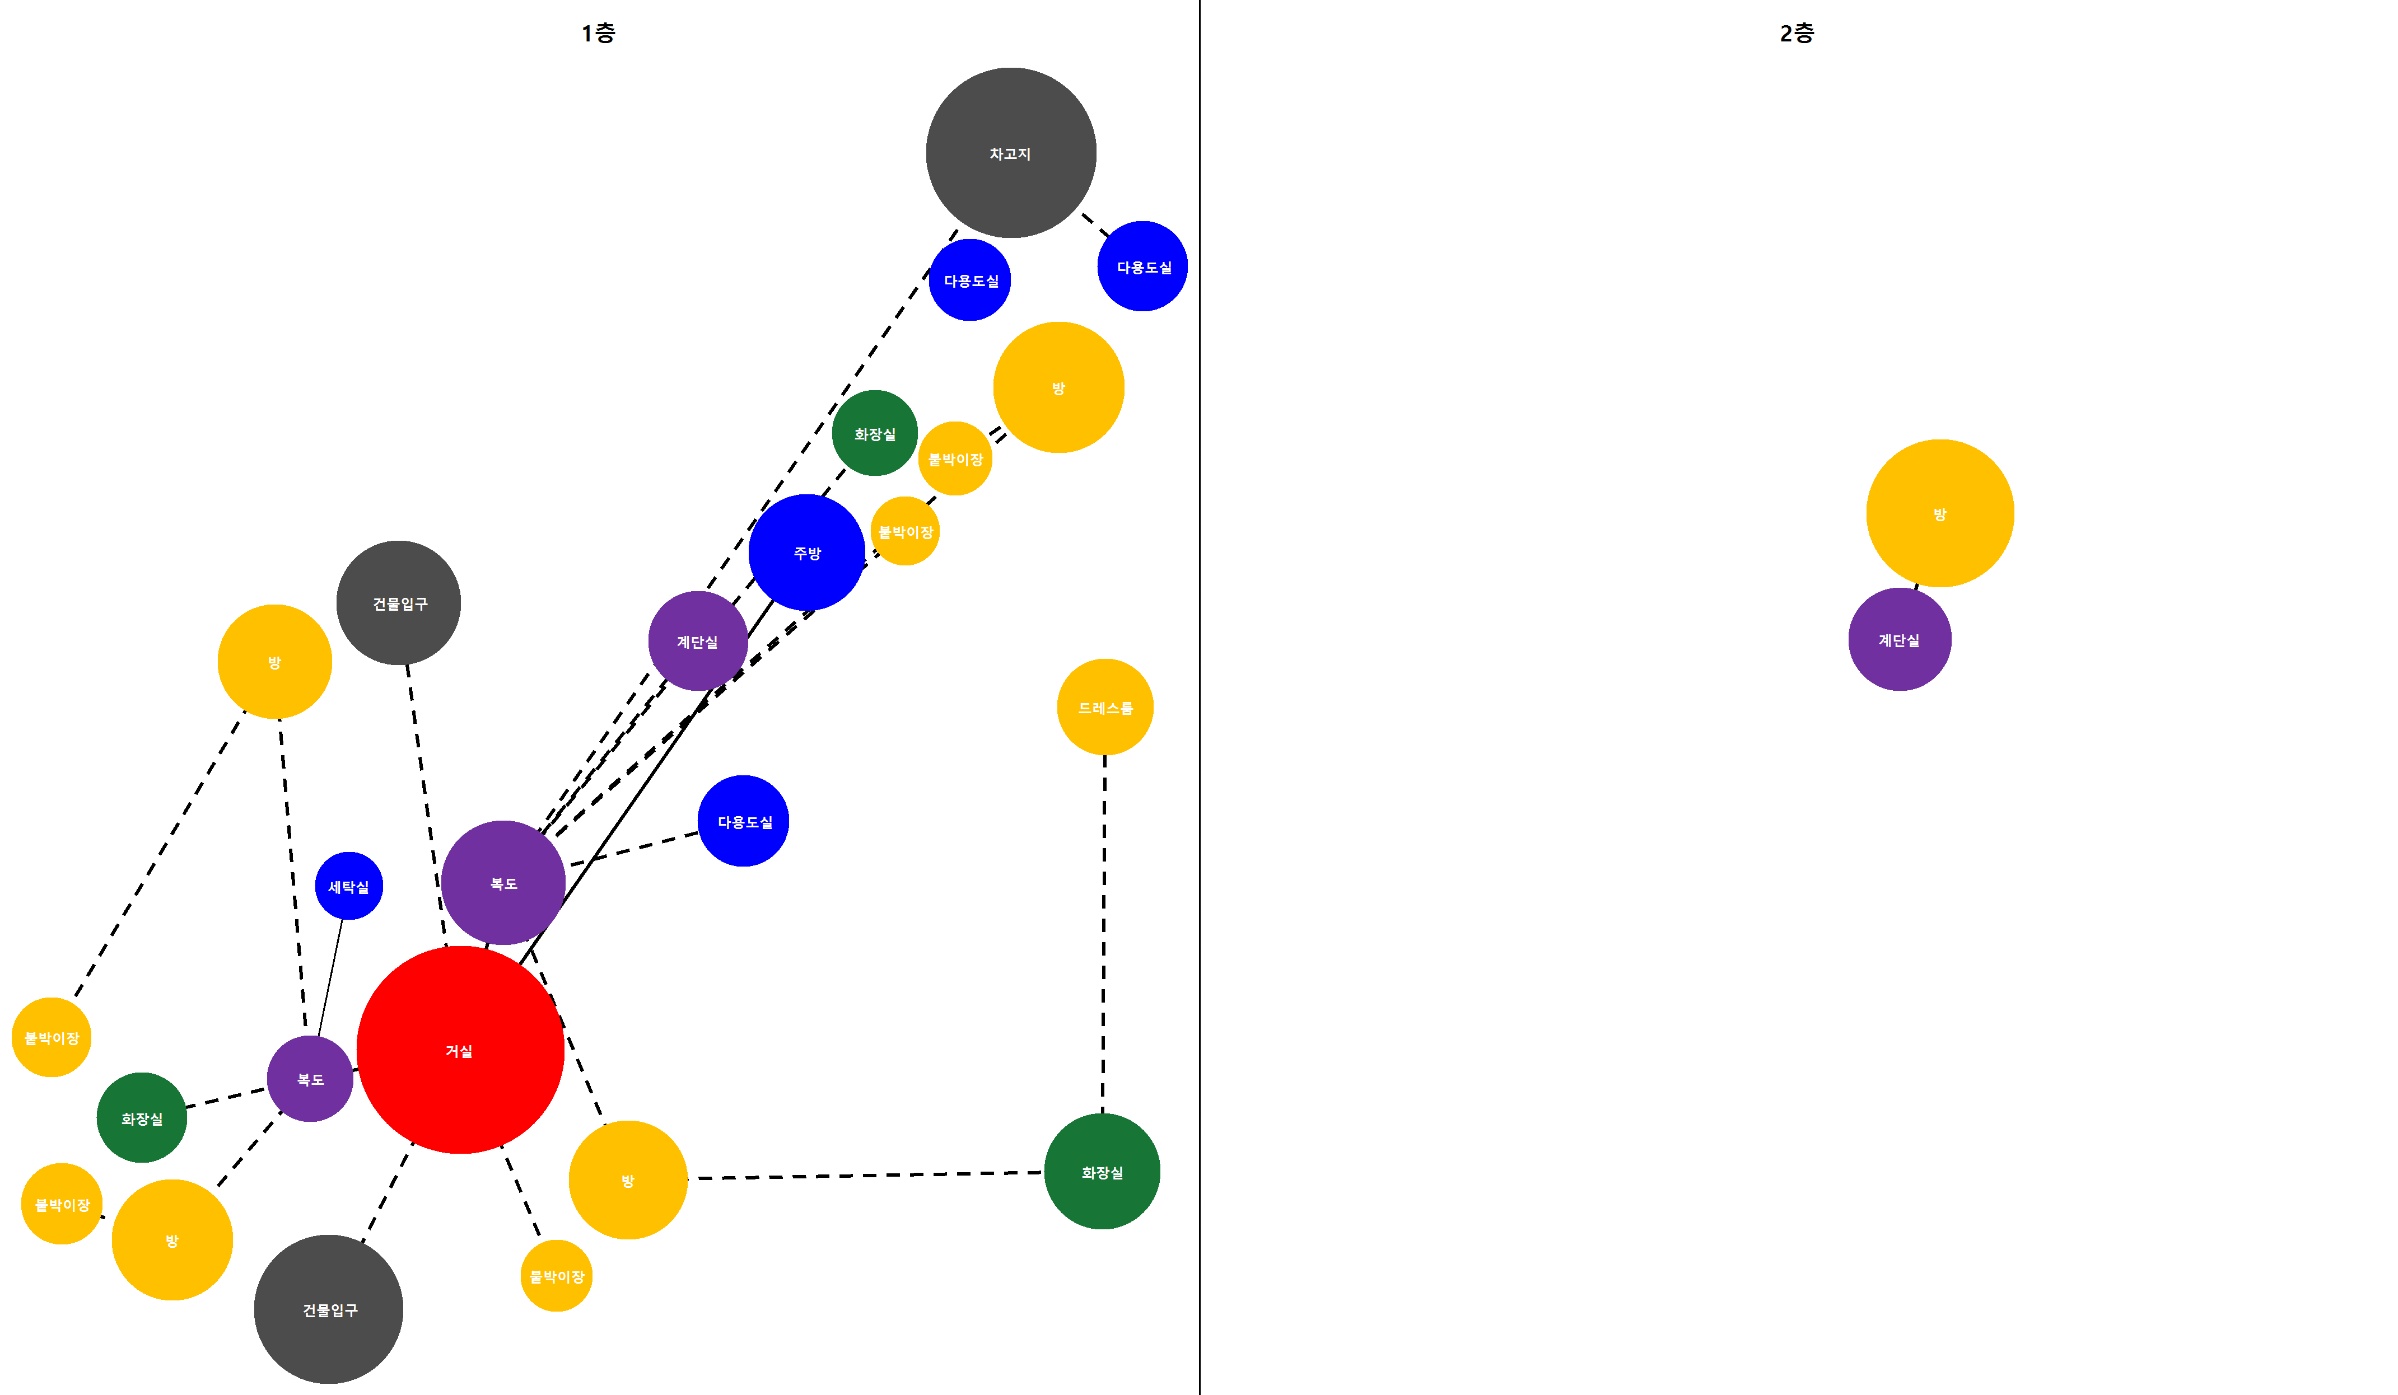 1층
차고지
다용도실
다용도실
방
화장실
붙박이장
붙박이장
주방
건물입구
계단실
방
드레스룸
다용도실
복도
세탁실
붙박이장
거실
복도
화장실
화장실
방
붙박이장
방
붙박이장
건물입구
2층
방
계단실